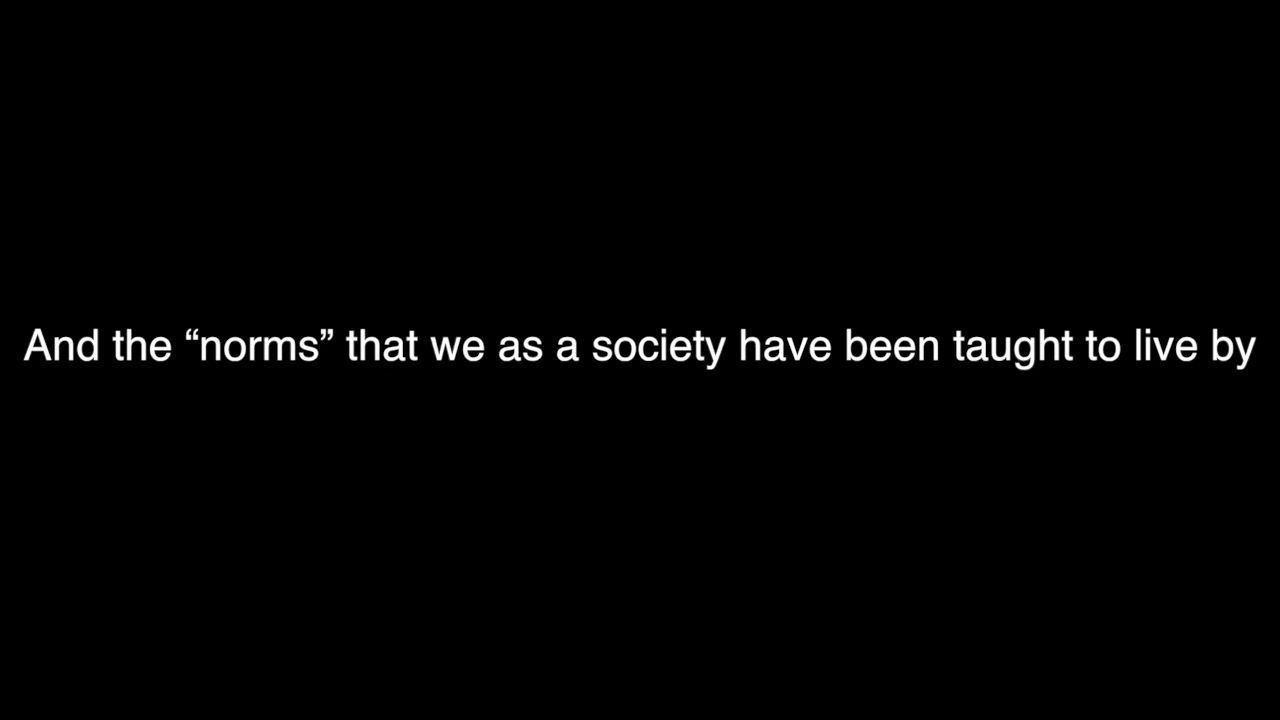 And the “norms” that we as a society have been taught to live by